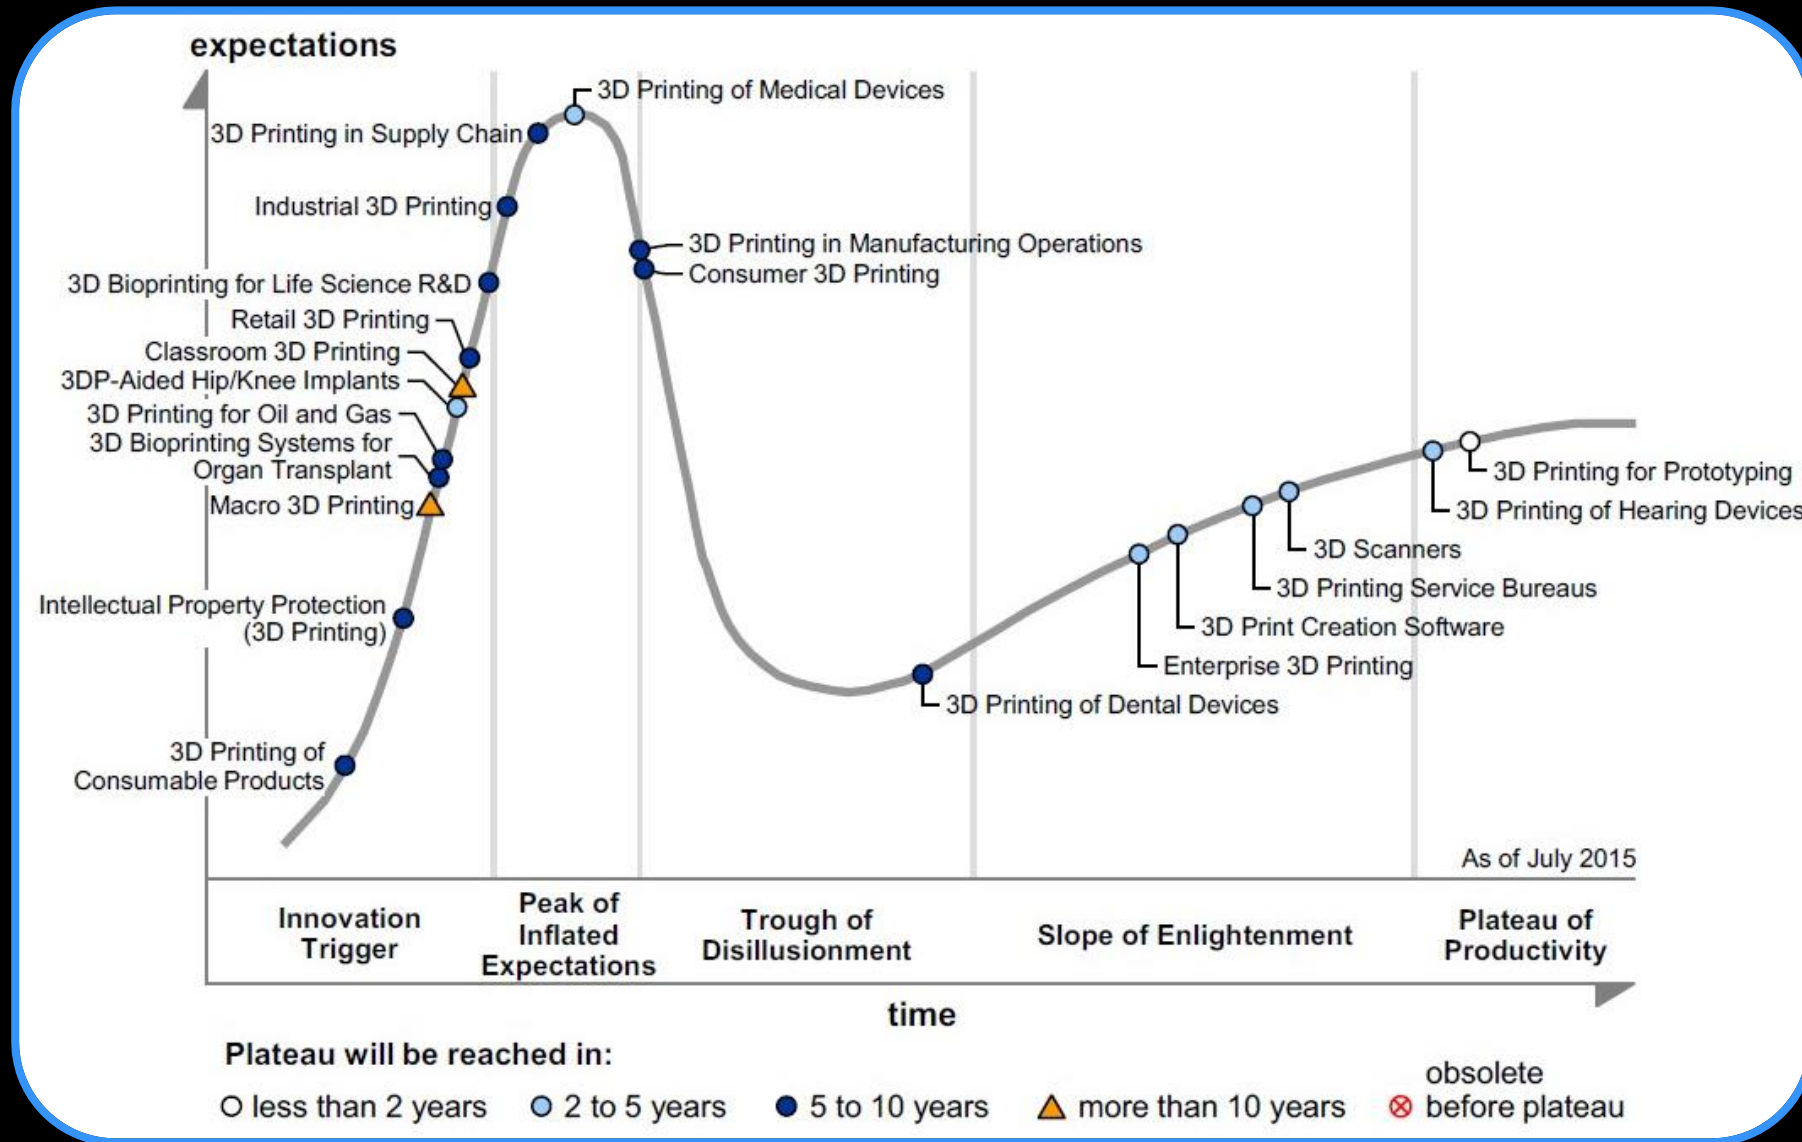 expectations
3D Printing of Medical Devices
3D Printing in Supply Chain
Industrial 3D Printing
3D Printing in Manufacturing Operations
Consumer 3D Printing
3D Bioprinting for Life Science R&D
Retail 3D Printing
Classroom 3D Printing
3DP-Aided Hip/Knee Implants
3D Printing for Oil and Gas
3D Bioprinting Systems for
Organ Transplant
Macro 3D Printing
Intellectual Property Protection
(3D Printing)
3D Printing of
Consumable Products
3D Printing for Prototyping
3D Printing of Hearing Devices
3D Scanners
3D Printing Service Bureaus
3D Print Creation Software
Enterprise 3D Printing
3D Printing of Dental Devices
As of July 2015
Innovation
Trigger
Peak of
Inflated
Expectations
Trough of
Disillusionment
Slope of Enlightenment
Plateau of
Productivity
time
Plateau will be reached in:
less than 2 years
2 to 5 years
5 to 10 years
more than 10 years
obsolete
before plateau